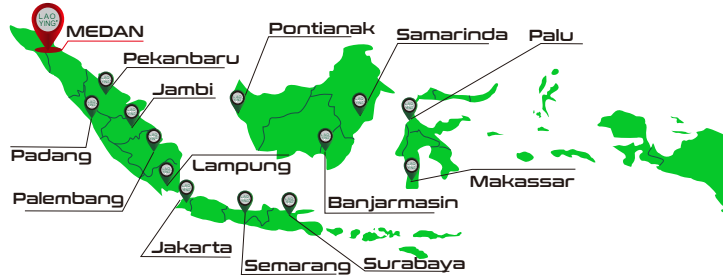 LAO
YING®
MEDAN
Pontianak
Samarinda
Palu
Pekanbaru
Jambi
Padang
Lampung
Palembang
Banjarmasin
Makassar
Jakarta
Semarang
Surabaya